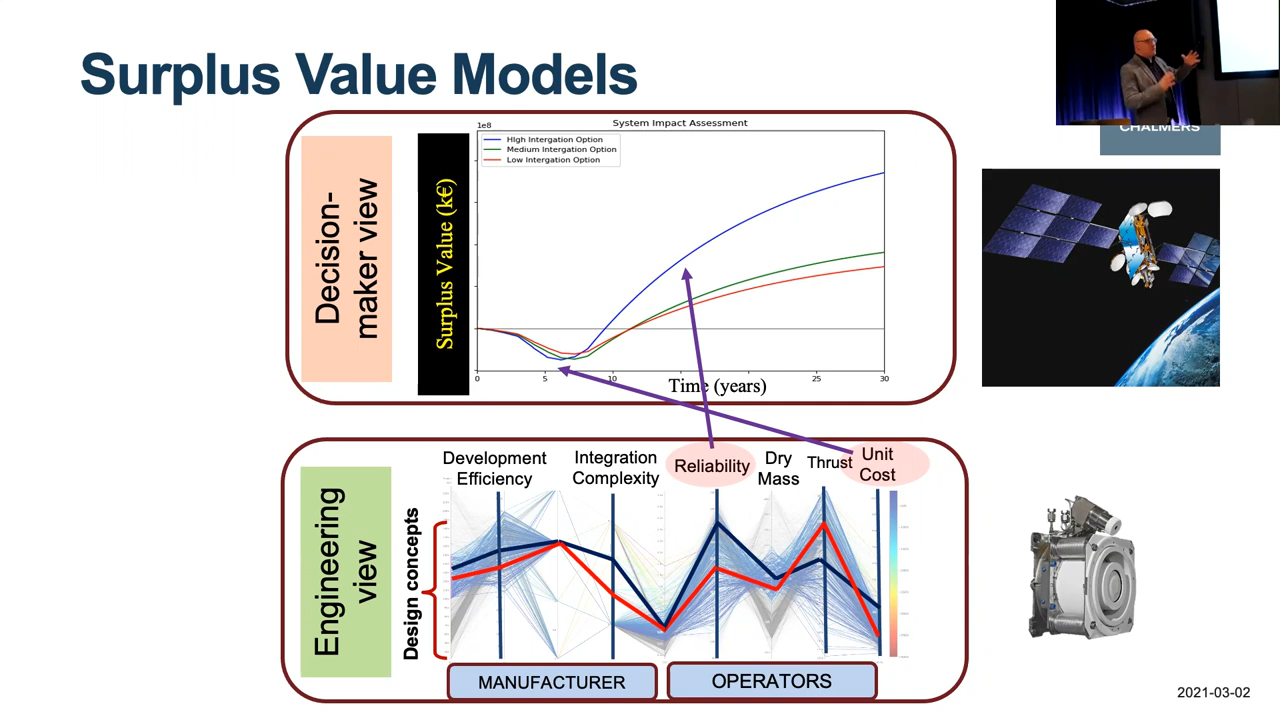 Surplus Value Models
CHALMERS
Decision-
maker view
Surplus Value (k€)
System Impact Assessment
1e8
High Intergation Option
Medium Intergation Option
Low Intergation Option
0
5
10
25
30
Time (years)
Engineering
view
Design concepts
Development
Efficiency
Integration
Complexity
Reliability
Dry
Mass
Thrust
Unit
Cost
MANUFACTURER
OPERATORS
2021-03-02